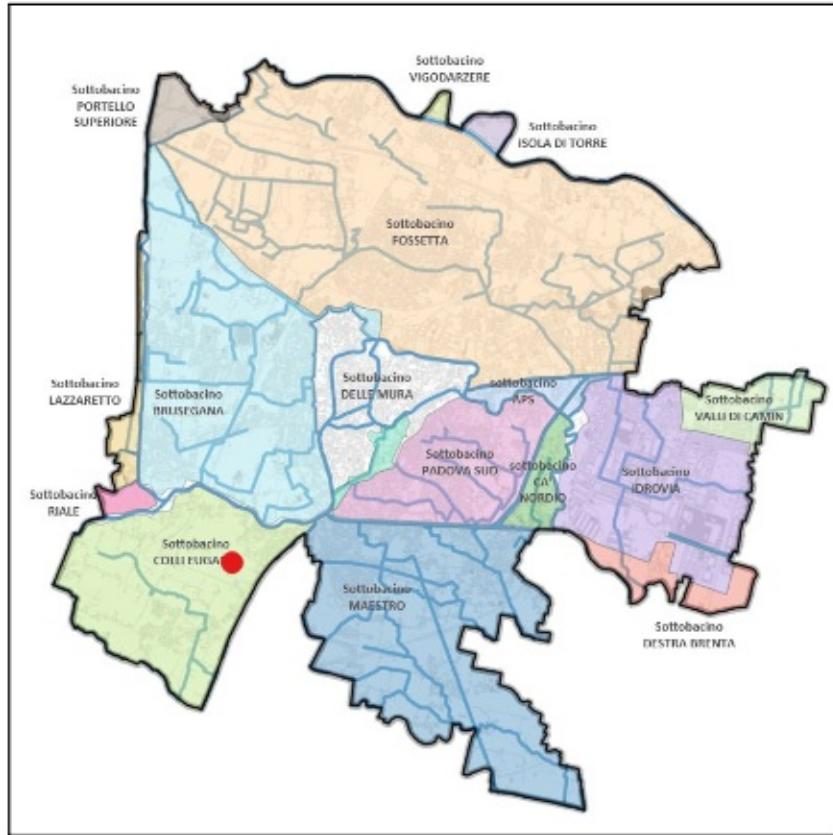 Sottobacino
VIGODARZERE
Sottobacino
PORTELLO
SUPERIORE
Sottobacino
ISOLA DI TORRE
Sottobacino
FOSSETTA
Sottobacino
LAZZARETTO
Sottobacino
BRUSEGANA
Sottobacino
DELLE MURA
sottobacino
APS
Sottobacino
VALLI DI CAMIN
Sottobacino
PADOVA SUD
sottobacino
CA'
NORDIO
Sottobacino
IDROVIA
Sottobacino
RIALE
Sottobacino
COLLI EUGA
Sottobacino
MAESTRO
Sottobacino
DESTRA BRENTA